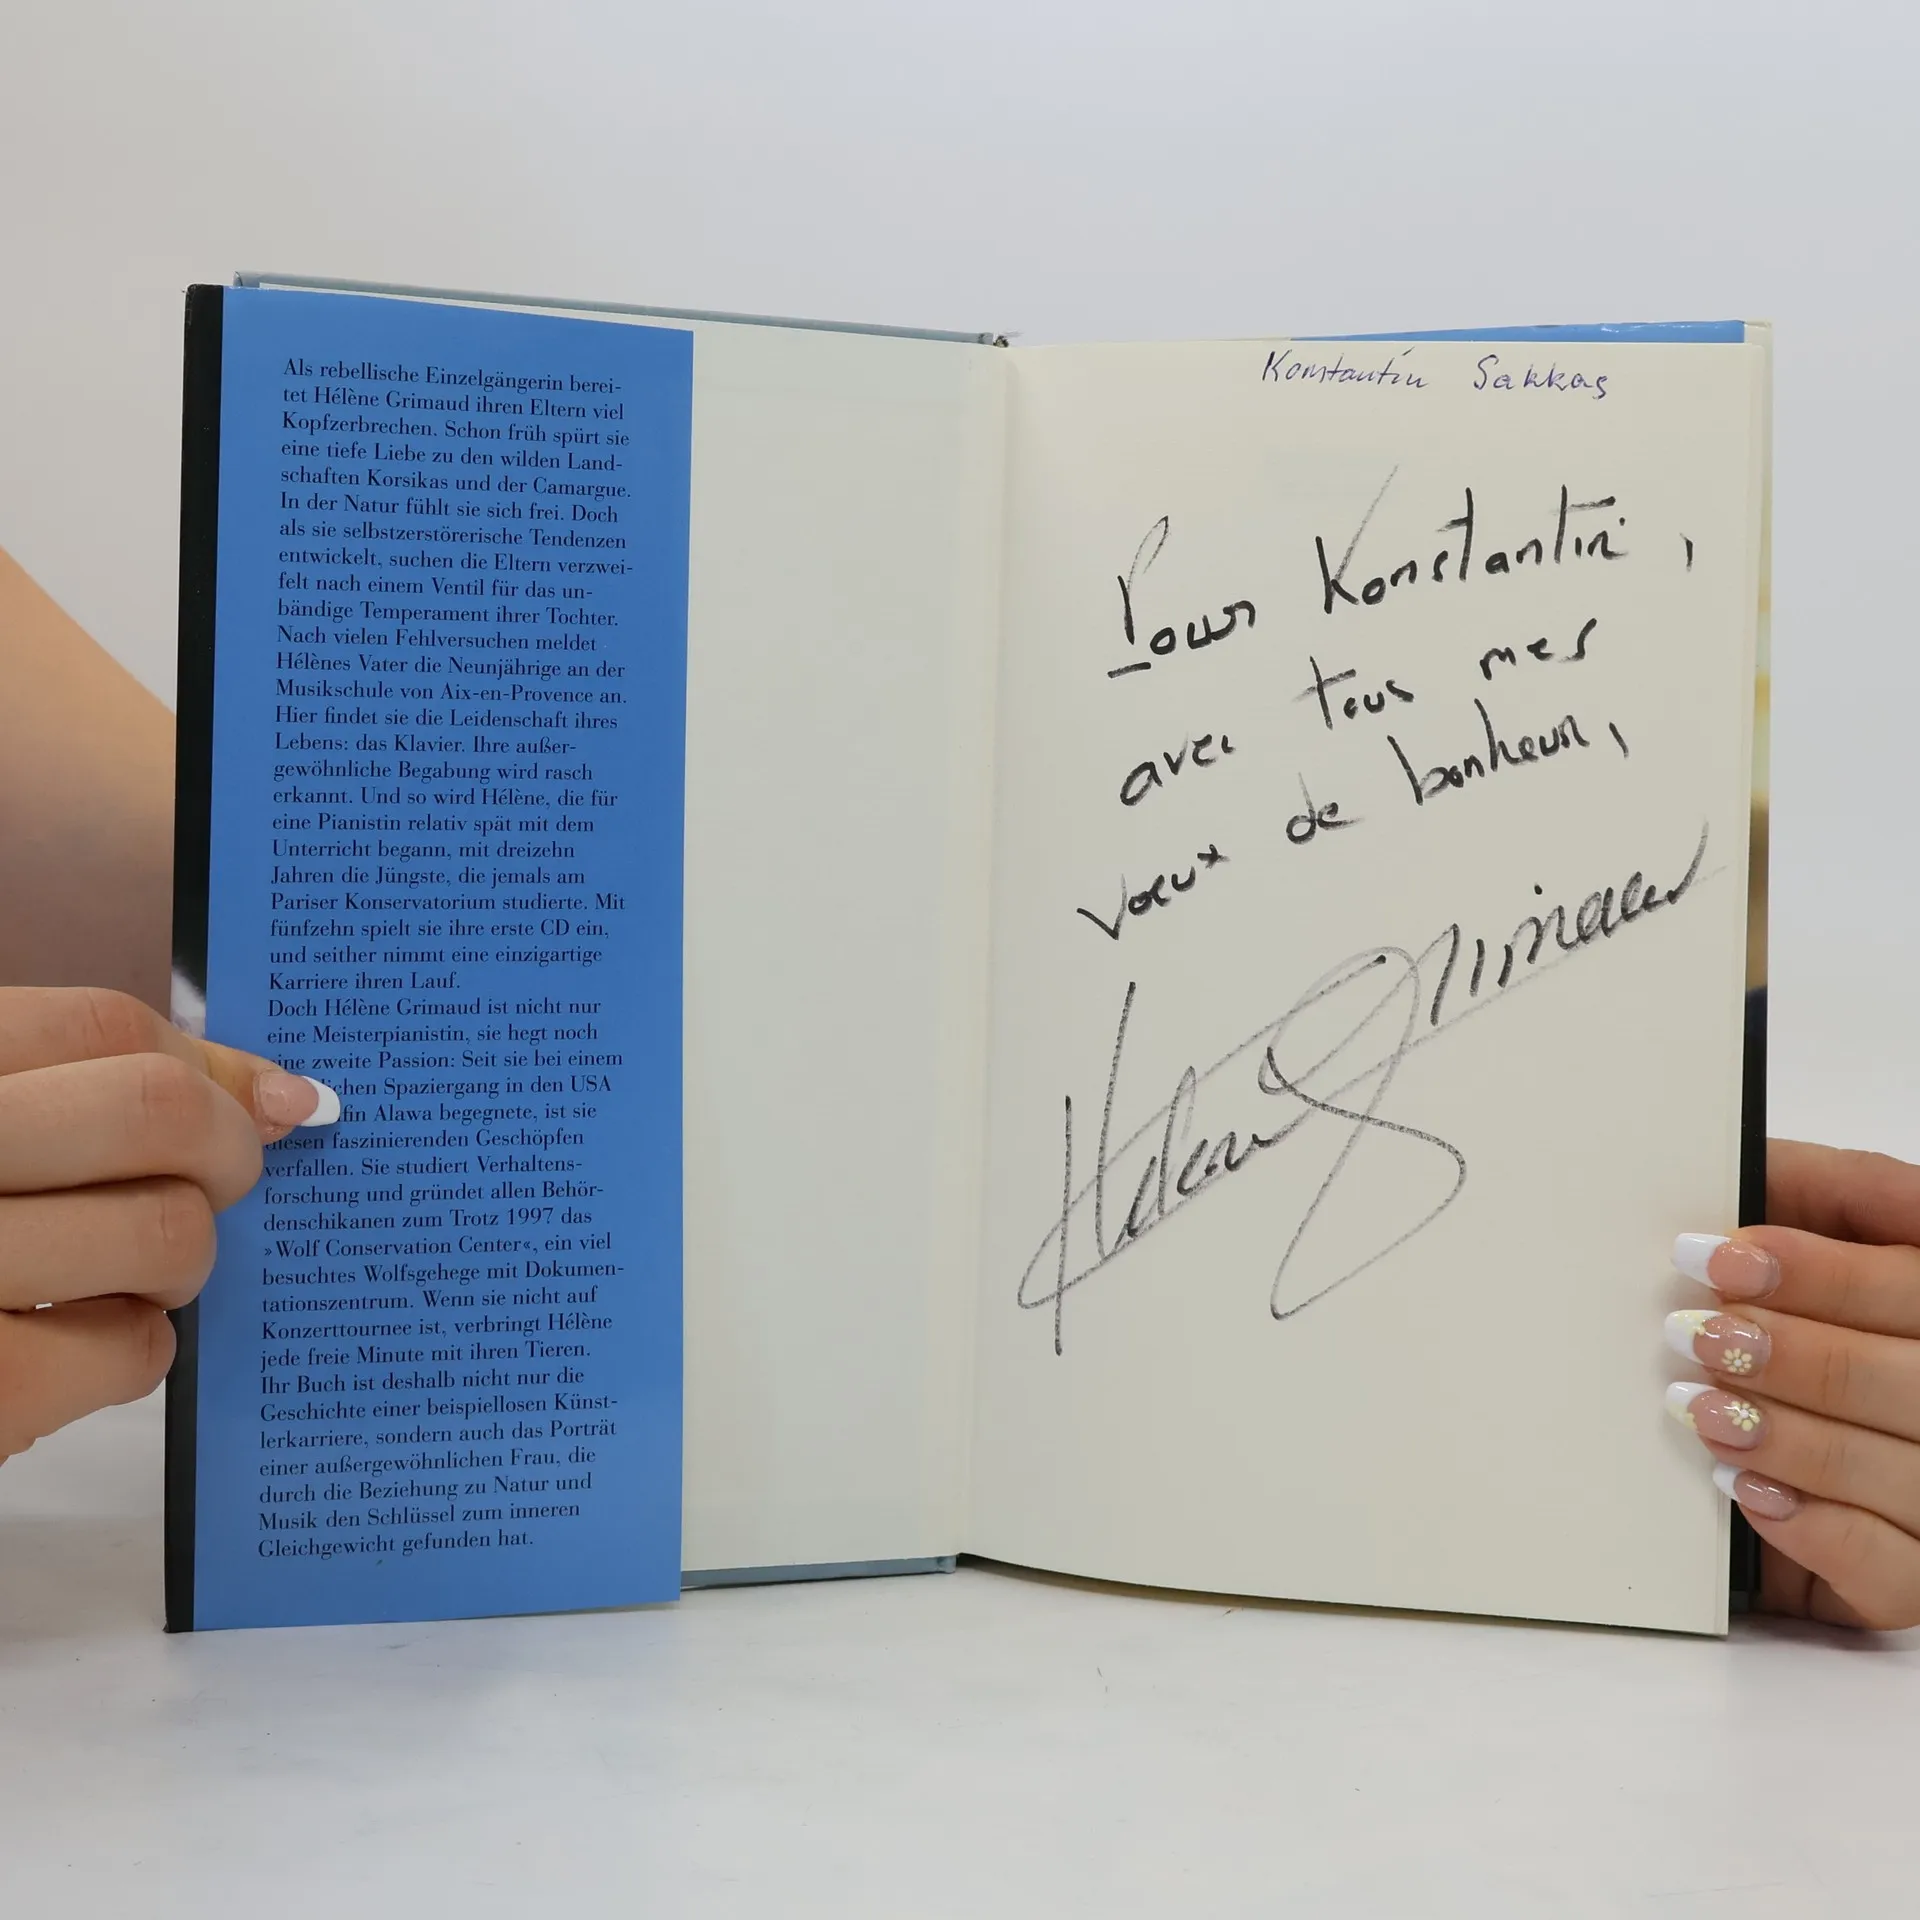 Als rebellische Einzelgängerin berei-
tet Hélène Grimaud ihren Eltern viel
Kopfzerbrechen. Schon früh spürt sie
eine tiefe Liebe zu den wilden Land-
schaften Korsikas und der Camargue.
In der Natur fühlt sie sich frei. Doch
als sie selbstzerstörerische Tendenzen
entwickelt, suchen die Eltern verzwei-
felt nach einem Ventil für das un-
bändige Temperament ihrer Tochter.
Nach vielen Fehlversuchen meldet
Hélènes Vater die Neunjährige an der
Musikschule von Aix-en-Provence an.
Hier findet sie die Leidenschaft ihres
Lebens: das Klavier. Ihre außer-
gewöhnliche Begabung wird rasch
erkannt. Und so wird Hélène, die für
eine Pianistin relativ spät mit dem
Unterricht begann, mit dreizehn
Jahren die Jüngste, die jemals am
Pariser Konservatorium studierte. Mit
fünfzehn spielt sie ihre erste CD ein,
und seither nimmt eine einzigartige
Karriere ihren Lauf.
Doch Hélène Grimaud ist nicht nur
eine Meisterpianistin, sie hegt noch
eine zweite Passion: Seit sie bei einem
Spaziergang in den USA
Alawa begegnete, ist sie
diesen faszinierenden Geschöpfen
verfallen. Sie studiert Verhaltens-
forschung und gründet allen Behör-
denschikanen zum Trotz 1997 das
»Wolf Conservation Center«, ein viel
besuchtes Wolfsgehege mit Dokumen-
tationszentrum. Wenn sie nicht auf
Konzerttournee ist, verbringt Hélène
jede freie Minute mit ihren Tieren.
Ihr Buch ist deshalb nicht nur die
Geschichte einer beispiellosen Künst-
lerkarriere, sondern auch das Porträt
einer außergewöhnlichen Frau, die
durch die Beziehung zu Natur und
Musik den Schlüssel zum inneren
Gleichgewicht gefunden hat.
Konstantin Sakkas
Pour Konstantin,
avec tous mes
vœux de bonheur,
Hélène Grimaud